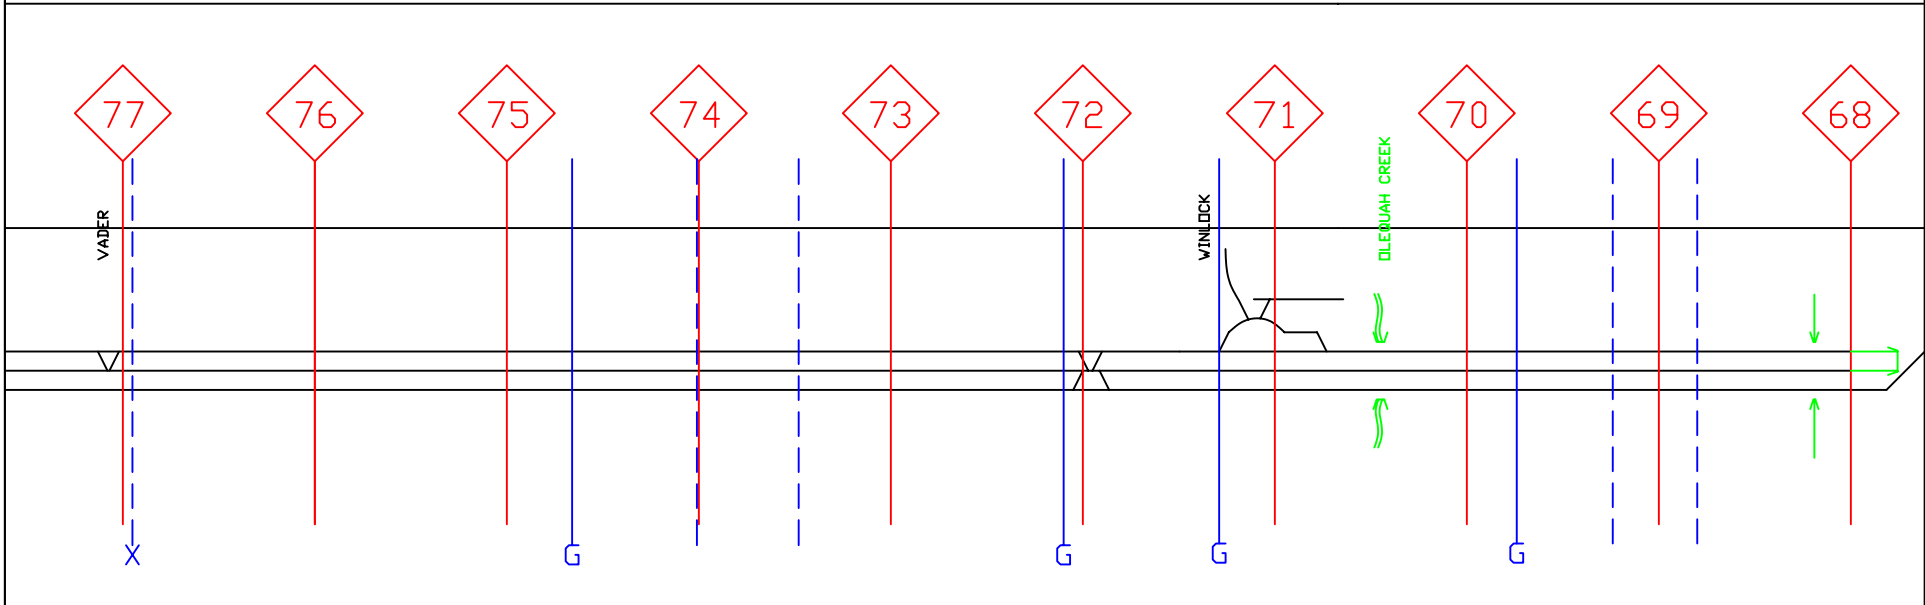 77
76
75
74
73
72
71
70
69
68
VADER
WINLOCK
OLEQUAH CREEK
X
G
G
G
G